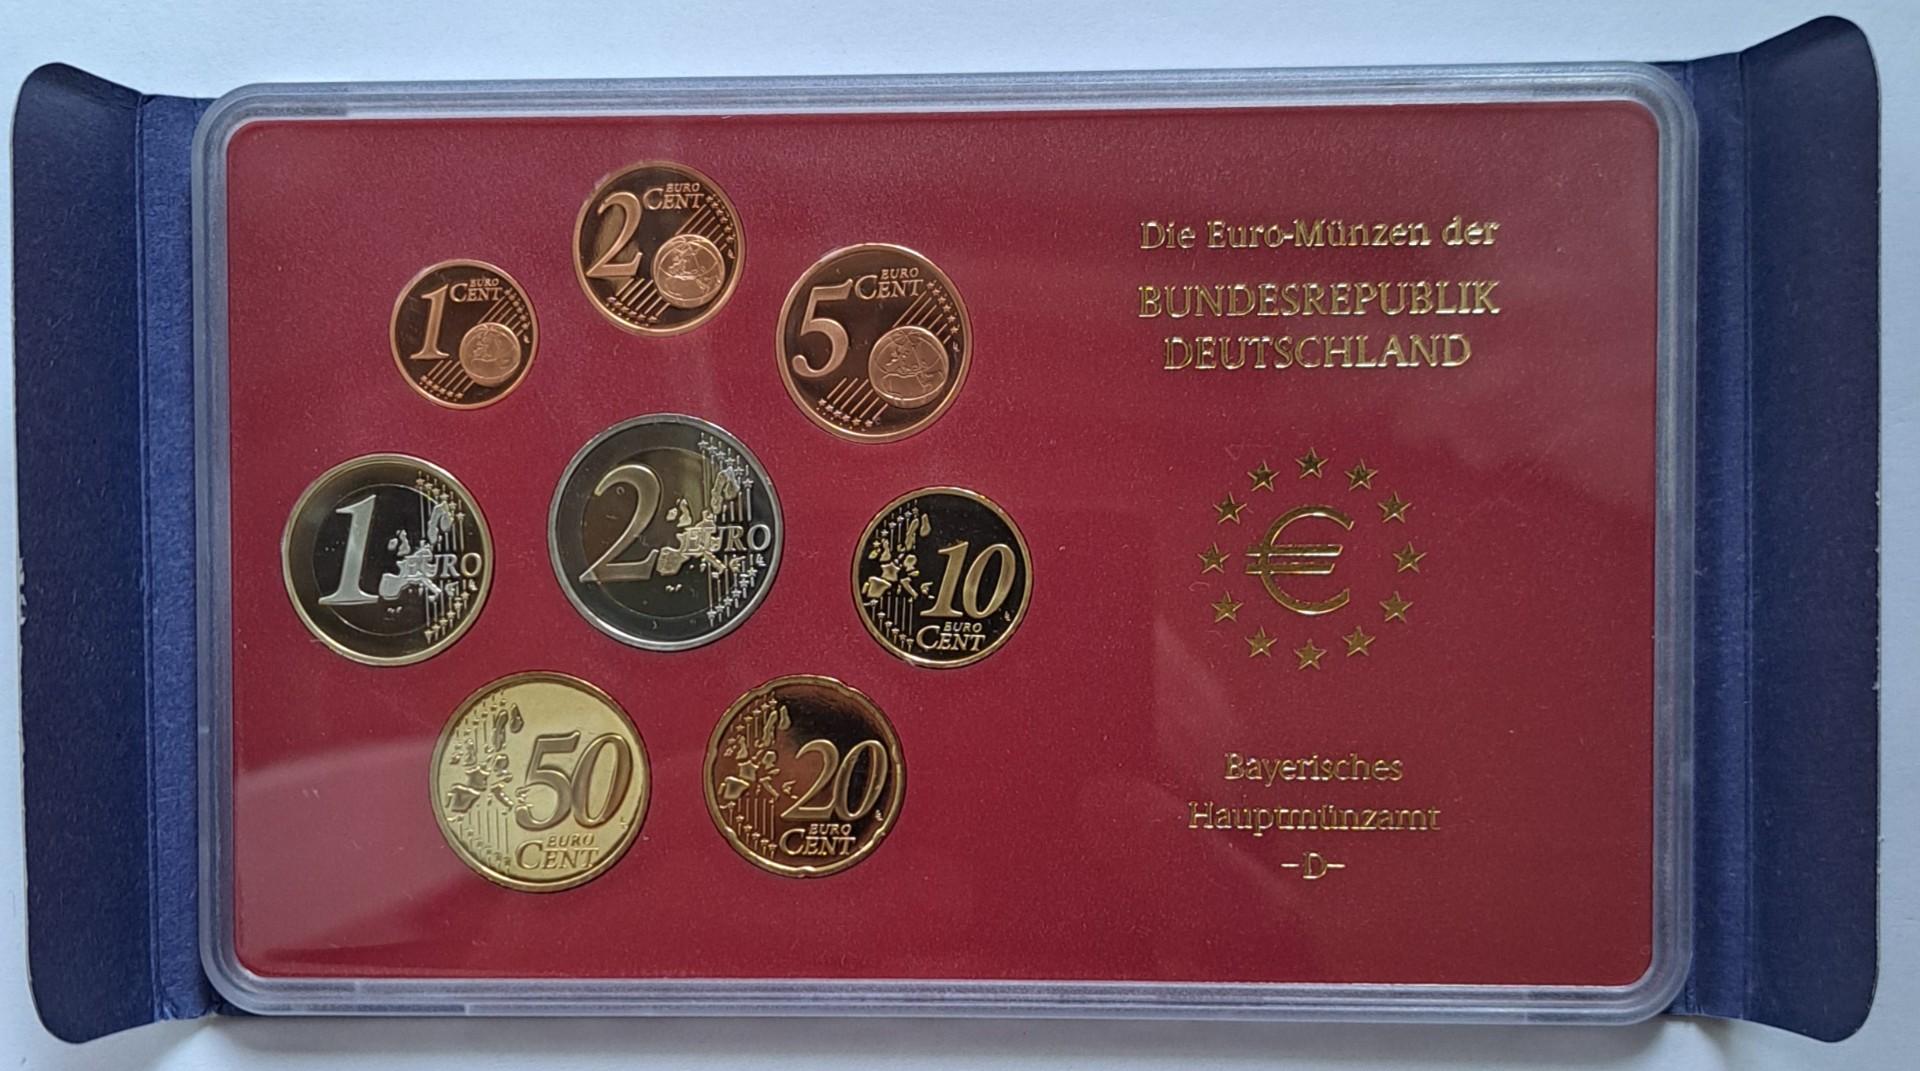 2 EURO
CENT
1 EURO
CENT
5 EURO
CENT
1 EURO
2 EURO
10
EURO
CENT
50
EURO
CENT
20
EURO
CENT
Die Euro-Münzen der
BUNDESREPUBLIK
DEUTSCHLAND
€
Bayerisches
Hauptmünzamt
–D–